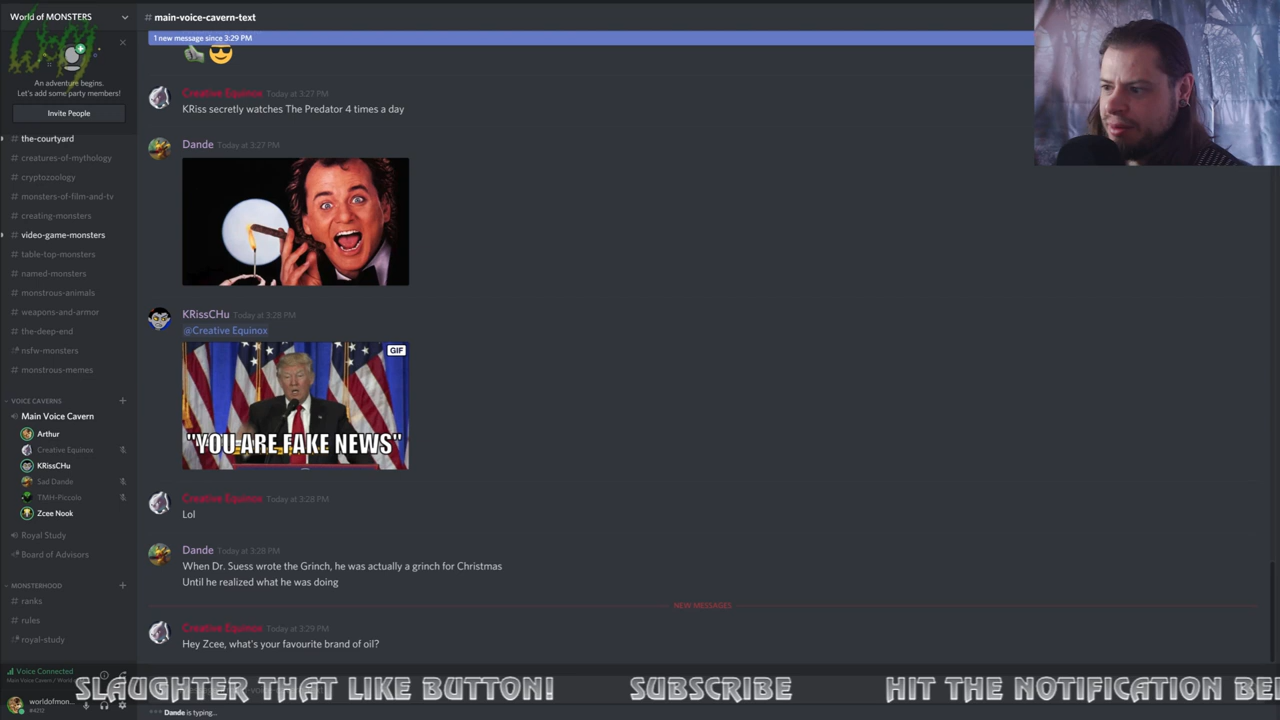 World of MONSTERS
# main-voice-cavern-text
1 new message since 3:29 PM
An adventure begins.
Let's add some party members!
Invite People
# the-courtyard
# creatures-of-mythology
# cryptozoology
# monsters-of-film-and-tv
# creating-monsters
# video-game-monsters
# table-top-monsters
# named-monsters
# monstrous-animals
# weapons-and-armor
# the-deep-end
nsfw-monsters
# monstrous-memes
VOICE CAVERNS
Main Voice Cavern
Arthur
Creative Equinox
KRissCHu
Sad Dande
TMH-Piccolo
Zcee Nook
Royal Study
Board of Advisors
MONSTERHOOD
# ranks
# rules
royal-study
Voice Connected
Main Voice Cavern / World
worldofmon...
#4212
Creative Equinox Today at 3:27 PM
KRiss secretly watches The Predator 4 times a day
Dande Today at 3:27 PM
KRissCHu Today at 3:28 PM
@Creative Equinox
GIF
"YOU ARE FAKE NEWS"
Creative Equinox Today at 3:28 PM
Lol
Dande Today at 3:28 PM
When Dr. Suess wrote the Grinch, he was actually a grinch for Christmas
Until he realized what he was doing
NEW MESSAGES
Creative Equinox Today at 3:29 PM
Hey Zcee, what's your favourite brand of oil?
SLAUGHTER THAT LIKE BUTTON! SUBSCRIBE HIT THE NOTIFICATION
Dande is typing...